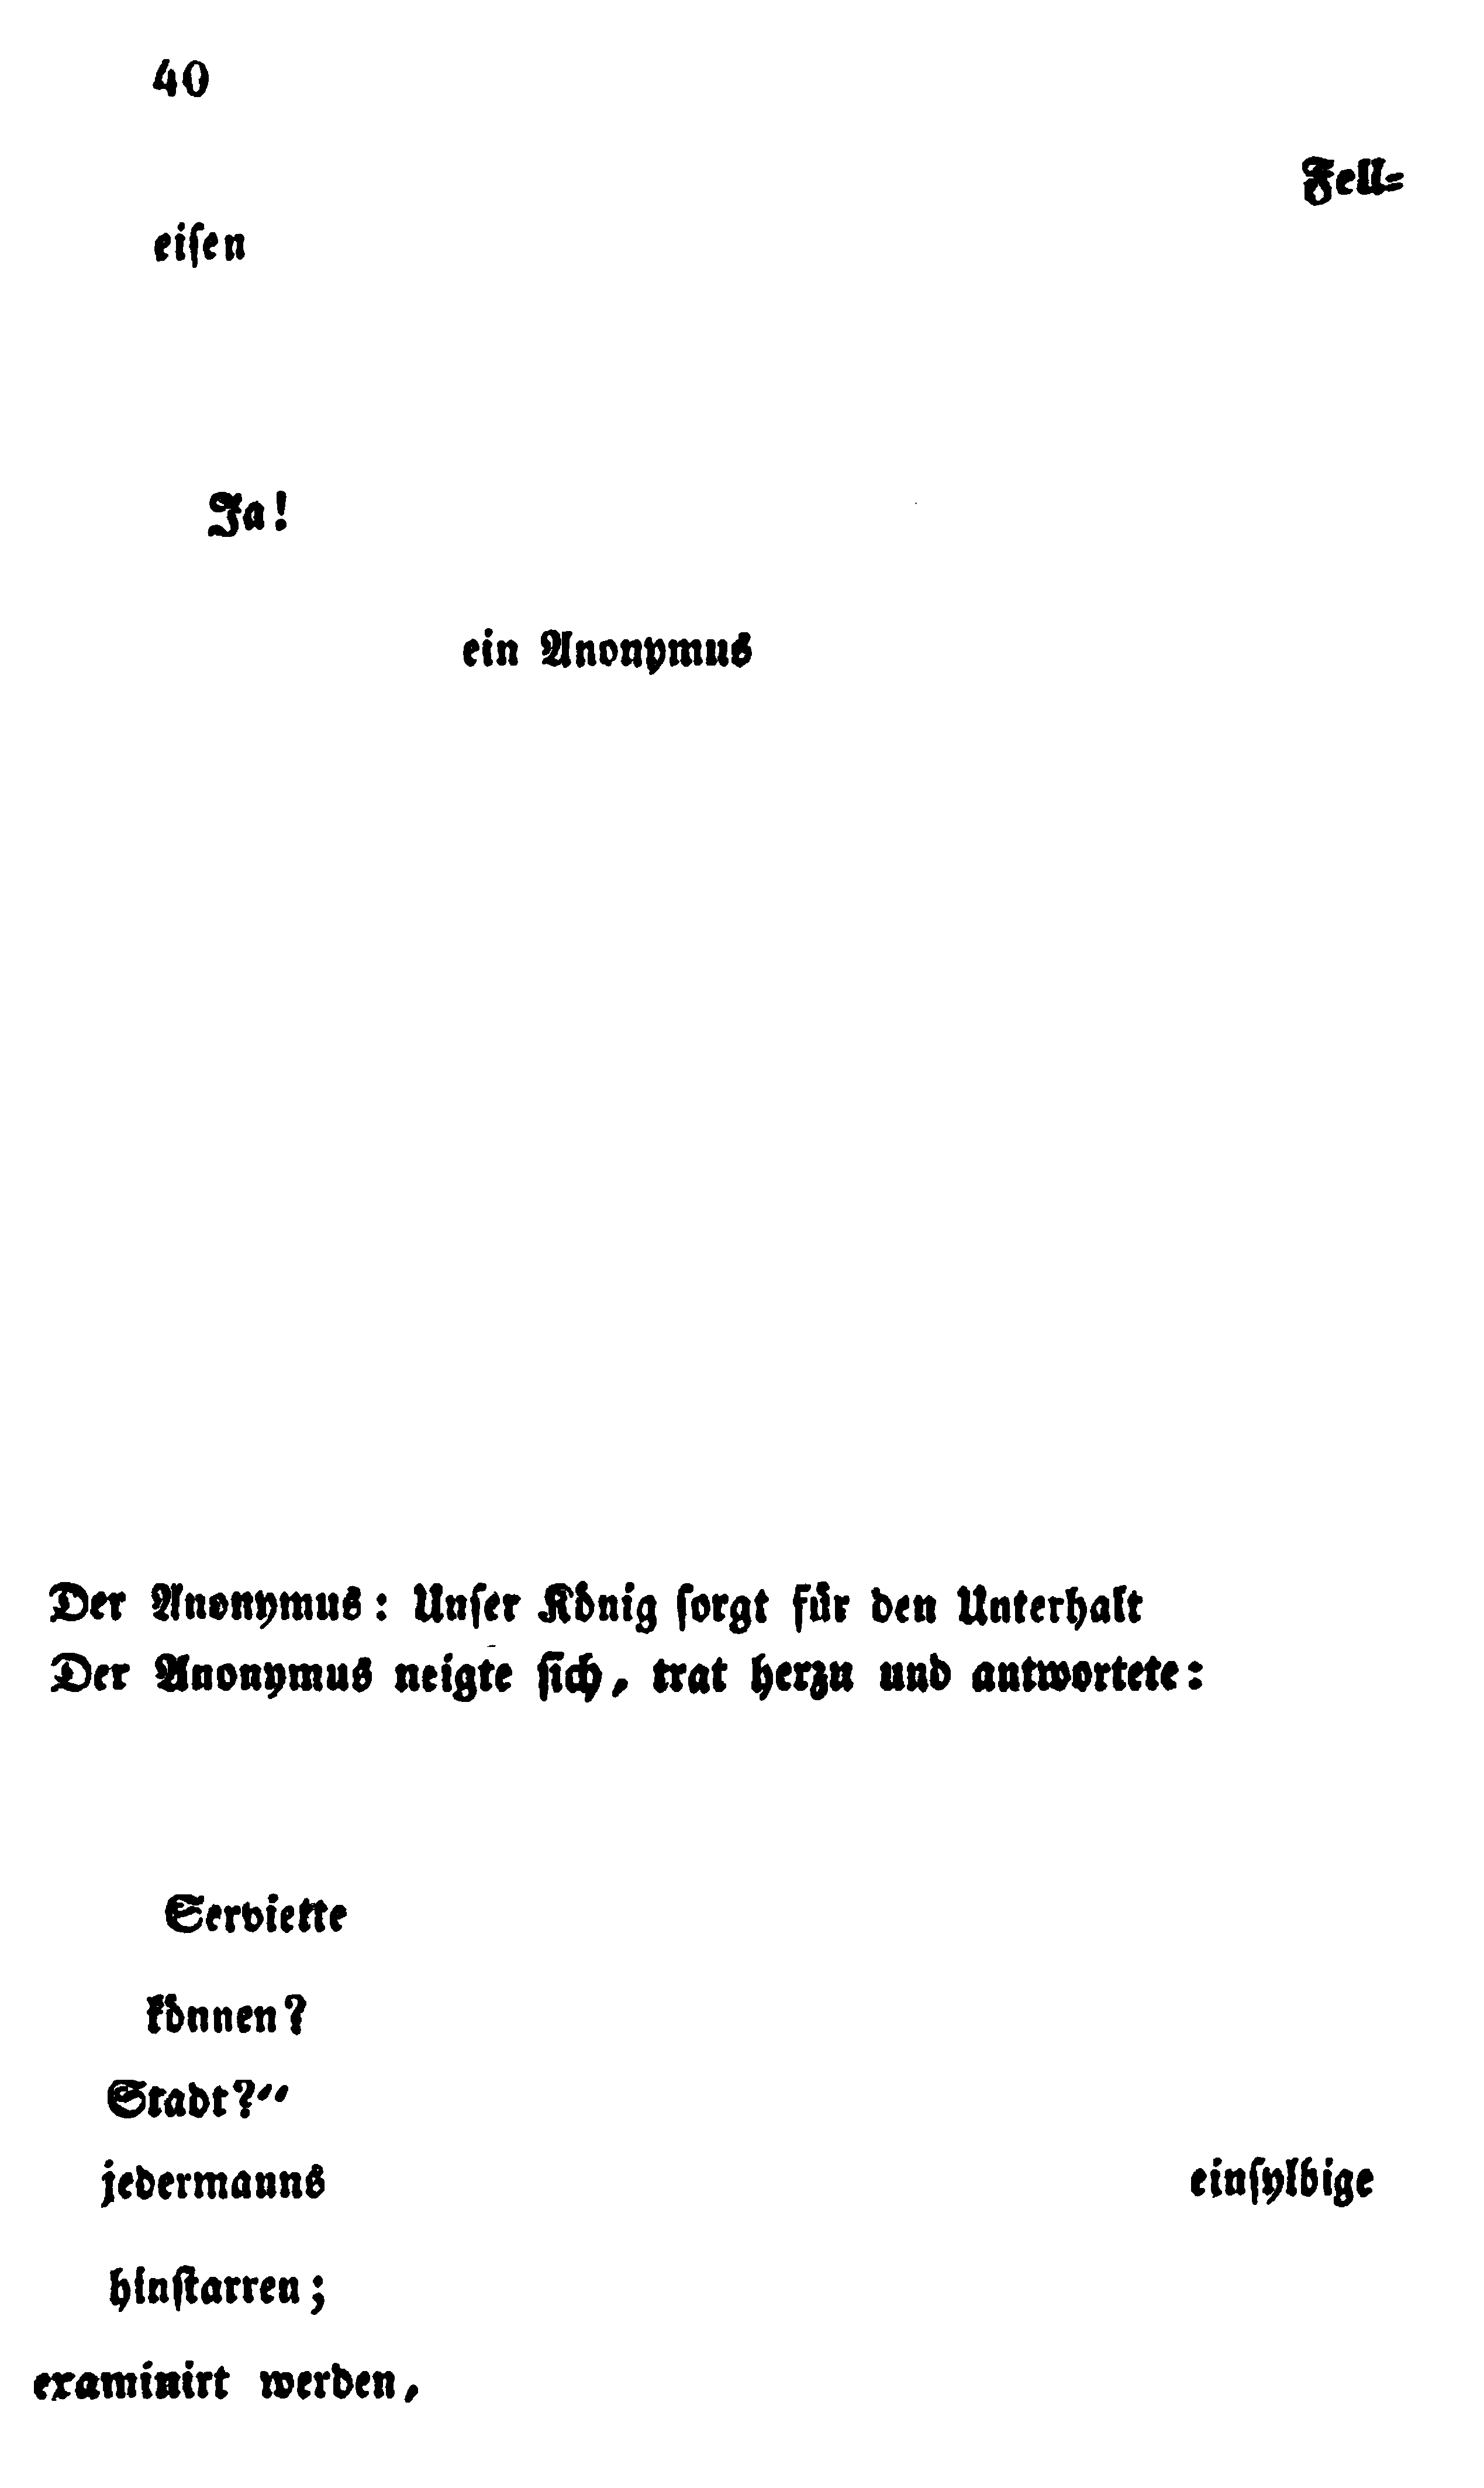 40
Fell⸗
eiſen
Ja!
ein Anonymus
Der Anonymus: Unſer König ſorgt für den Unterhalt
Der Anonymus neigte ſich, trat herzu und antwortete:
Serviette
können?
Stadt?“
jedermanns einſylbige
hinſtarren;
examinirt werden,